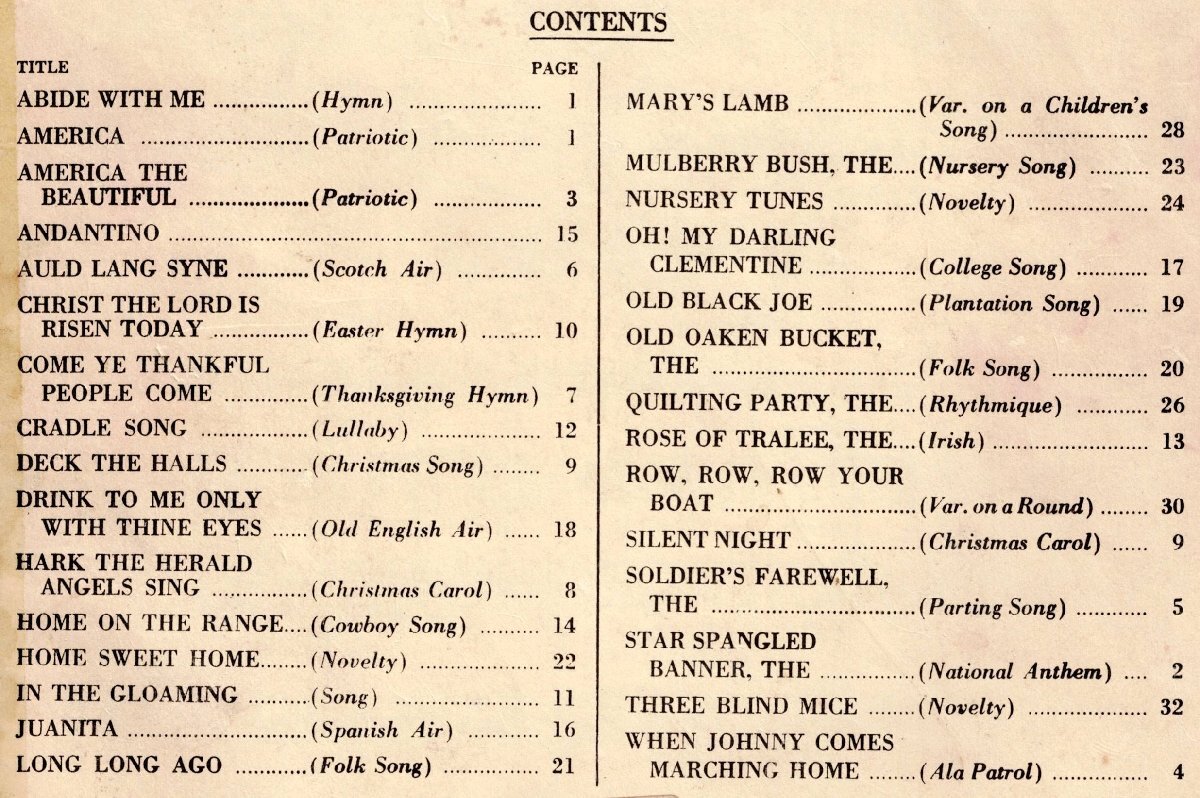 CONTENTS
TITLE PAGE
ABIDE WITH ME ...............(Hymn) ................... 1
AMERICA ..........................(Patriotic) ............... 1
AMERICA THE
BEAUTIFUL ...................(Patriotic) ............... 3
ANDANTINO ...................................................... 15
AULD LANG SYNE ............(Scotch Air) ............ 6
CHRIST THE LORD IS
RISEN TODAY ...............(Easter Hymn) .......... 10
COME YE THANKFUL
PEOPLE COME .............(Thanksgiving Hymn) 7
CRADLE SONG .................(Lullaby) ................. 12
DECK THE HALLS ............(Christmas Song) ........ 9
DRINK TO ME ONLY
WITH THINE EYES ......(Old English Air) ...... 18
HARK THE HERALD
ANGELS SING ...............(Christmas Carol) ...... 8
HOME ON THE RANGE....(Cowboy Song) .......... 14
HOME SWEET HOME........(Novelty) ................. 22
IN THE GLOAMING ..........(Song) ..................... 11
JUANITA .............................(Spanish Air) ............ 16
LONG LONG AGO ............(Folk Song) .............. 21
MARY'S LAMB ...................(Var. on a Children's
Song) ...................... 28
MULBERRY BUSH, THE....(Nursery Song) .......... 23
NURSERY TUNES ..............(Novelty) ................... 24
OH! MY DARLING
CLEMENTINE .................(College Song) ............ 17
OLD BLACK JOE ................(Plantation Song) ...... 19
OLD OAKEN BUCKET,
THE .................................(Folk Song) ............... 20
QUILTING PARTY, THE....(Rhythmique) ............ 26
ROSE OF TRALEE, THE....(Irish) ......................... 13
ROW, ROW, ROW YOUR
BOAT ...............................(Var. on a Round) ........ 30
SILENT NIGHT ...................(Christmas Carol) ...... 9
SOLDIER'S FAREWELL,
THE .................................(Parting Song) ............ 5
STAR SPANGLED
BANNER, THE ...............(National Anthem) .... 2
THREE BLIND MICE ........(Novelty) ................... 32
WHEN JOHNNY COMES
MARCHING HOME ........(Ala Patrol) ............... 4